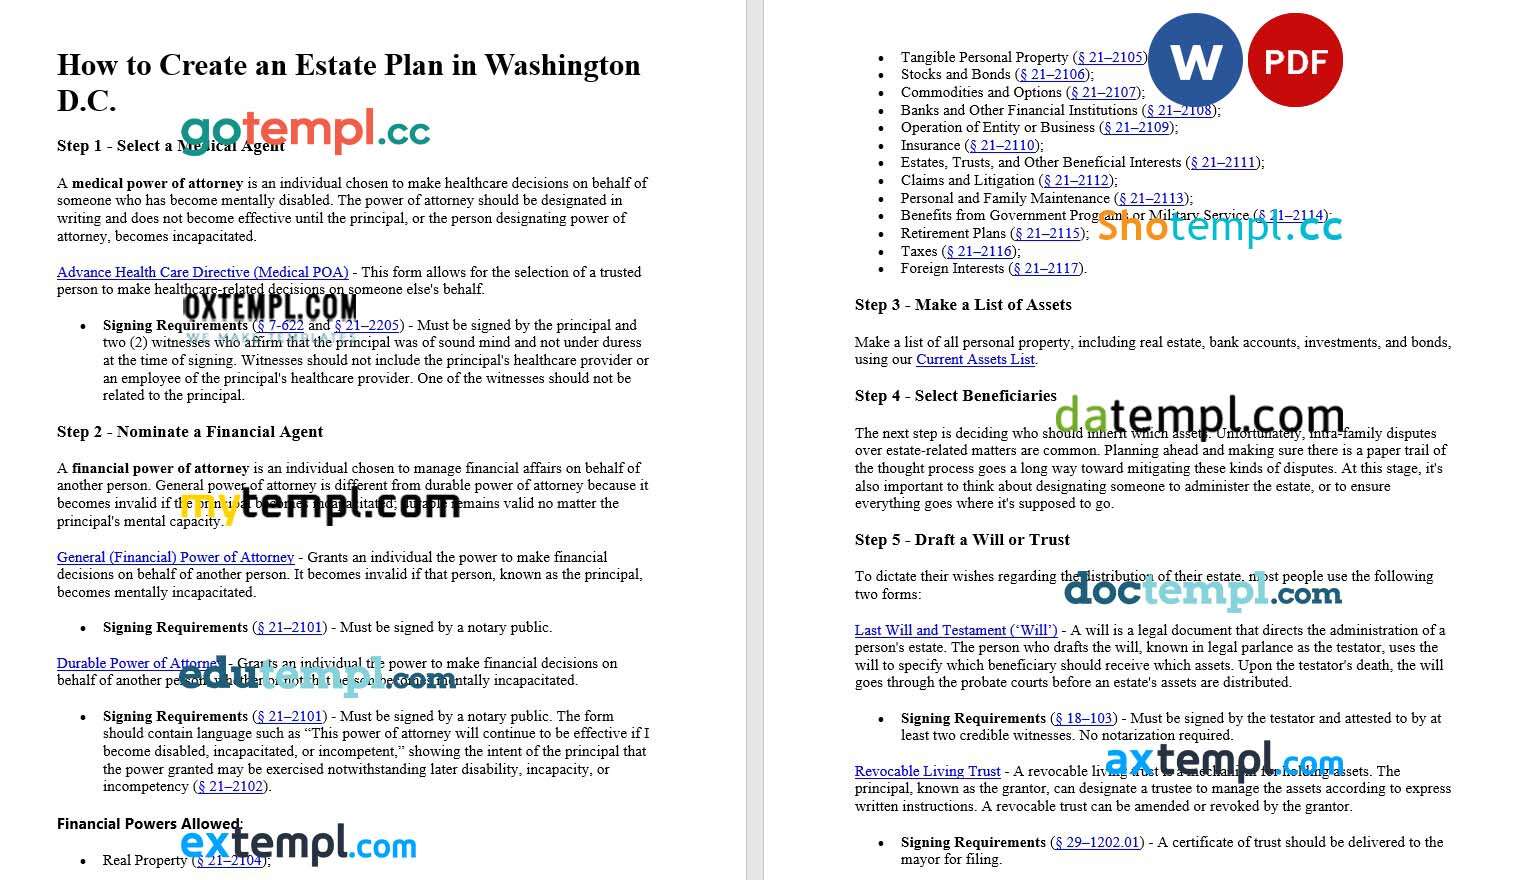 How to Create an Estate Plan in Washington
D.C.
gotempl.cc
Step 1 - Select a Medical Agent
A medical power of attorney is an individual chosen to make healthcare decisions on behalf of
someone who has become mentally disabled. The power of attorney should be designated in
writing and does not become effective until the principal, or the person designating power of
attorney, becomes incapacitated.
Advance Health Care Directive (Medical POA) - This form allows for the selection of a trusted
person to make healthcare-related decisions on someone else's behalf.
OXTEMPL.COM
WE MAKE TEMPLATES
• Signing Requirements (§ 7-622 and § 21–2205) - Must be signed by the principal and
two (2) witnesses who affirm that the principal was of sound mind and not under duress
at the time of signing. Witnesses should not include the principal's healthcare provider or
an employee of the principal's healthcare provider. One of the witnesses should not be
related to the principal.
Step 2 - Nominate a Financial Agent
A financial power of attorney is an individual chosen to manage financial affairs on behalf of
another person. General power of attorney is different from durable power of attorney because it
becomes invalid if the principal becomes incapacitated; durable remains valid no matter the
mytempl.com
principal's mental capacity.
General (Financial) Power of Attorney - Grants an individual the power to make financial
decisions on behalf of another person. It becomes invalid if that person, known as the principal,
becomes mentally incapacitated.
• Signing Requirements (§ 21–2101) - Must be signed by a notary public.
Durable Power of Attorney - Grants an individual the power to make financial decisions on
behalf of another person, whether or not that person becomes mentally incapacitated.
edutempl.com
• Signing Requirements (§ 21–2101) - Must be signed by a notary public. The form
should contain language such as “This power of attorney will continue to be effective if I
become disabled, incapacitated, or incompetent,” showing the intent of the principal that
the power granted may be exercised notwithstanding later disability, incapacity, or
incompetency (§ 21–2102).
Financial Powers Allowed:
extempl.com
• Real Property (§ 21–2104);
W PDF
• Tangible Personal Property (§ 21–2105)
• Stocks and Bonds (§ 21–2106);
• Commodities and Options (§ 21–2107);
• Banks and Other Financial Institutions (§ 21–2108);
• Operation of Entity or Business (§ 21–2109);
• Insurance (§ 21–2110);
• Estates, Trusts, and Other Beneficial Interests (§ 21–2111);
• Claims and Litigation (§ 21–2112);
• Personal and Family Maintenance (§ 21–2113);
• Benefits from Government Programs or Military Service (§ 21–2114);
Shotempl.cc
• Retirement Plans (§ 21–2115);
• Taxes (§ 21–2116);
• Foreign Interests (§ 21–2117).
Step 3 - Make a List of Assets
Make a list of all personal property, including real estate, bank accounts, investments, and bonds,
using our Current Assets List.
Step 4 - Select Beneficiaries
datempl.com
The next step is deciding who should inherit which assets. Unfortunately, intra-family disputes
over estate-related matters are common. Planning ahead and making sure there is a paper trail of
the thought process goes a long way toward mitigating these kinds of disputes. At this stage, it's
also important to think about designating someone to administer the estate, or to ensure
everything goes where it's supposed to go.
Step 5 - Draft a Will or Trust
To dictate their wishes regarding the distribution of their estate, most people use the following
two forms:
doctempl.com
Last Will and Testament (‘Will’) - A will is a legal document that directs the administration of a
person's estate. The person who drafts the will, known in legal parlance as the testator, uses the
will to specify which beneficiary should receive which assets. Upon the testator's death, the will
goes through the probate courts before an estate's assets are distributed.
• Signing Requirements (§ 18–103) - Must be signed by the testator and attested to by at
least two credible witnesses. No notarization required.
axtempl.com
Revocable Living Trust - A revocable living trust is a mechanism for holding assets. The
principal, known as the grantor, can designate a trustee to manage the assets according to express
written instructions. A revocable trust can be amended or revoked by the grantor.
• Signing Requirements (§ 29–1202.01) - A certificate of trust should be delivered to the
mayor for filing.